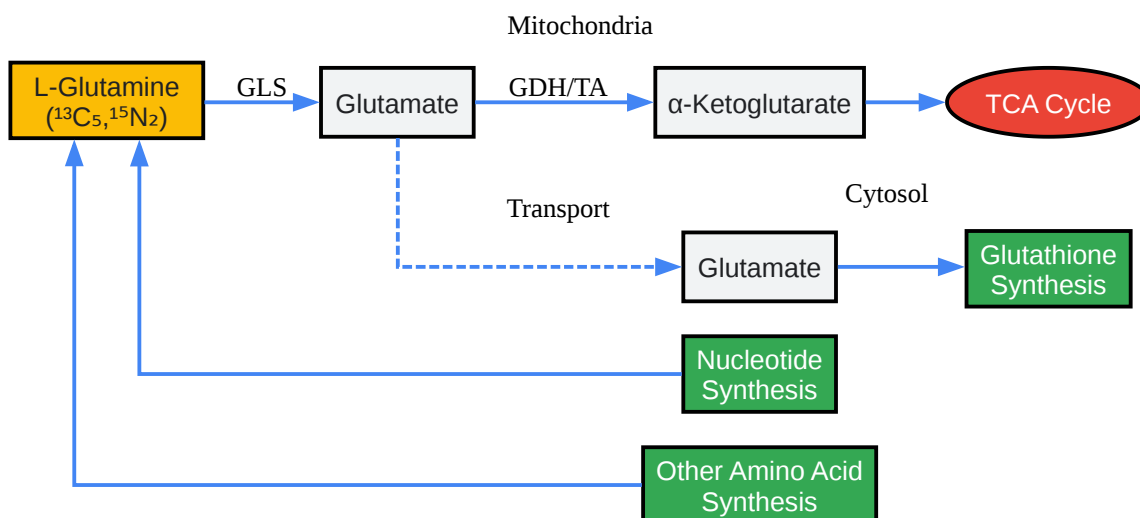 Mitochondria
L-Glutamine
(¹³C₅,¹⁵N₂)
GLS
Glutamate
GDH/TA
α-Ketoglutarate
TCA Cycle
Transport
Cytosol
Glutamate
Glutathione
Synthesis
Nucleotide
Synthesis
Other Amino Acid
Synthesis